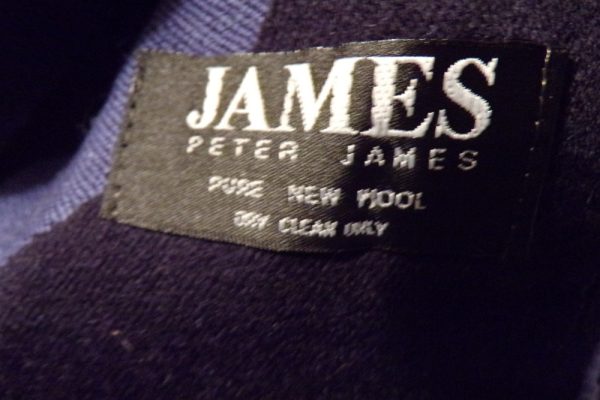 JAMES
PETER JAMES
PURE NEW WOOL
DRY CLEAN ONLY